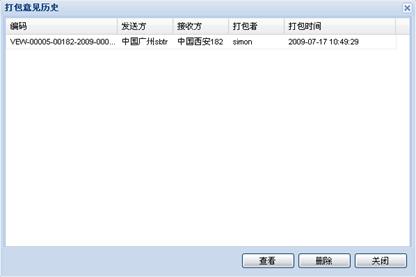 打包意见历史
编码 发送方 接收方 打包者 打包时间
VEW-00005-00182-2009-000... 中国广州sbtr 中国西安182 simon 2009-07-17 10:49:29
查看 删除 关闭